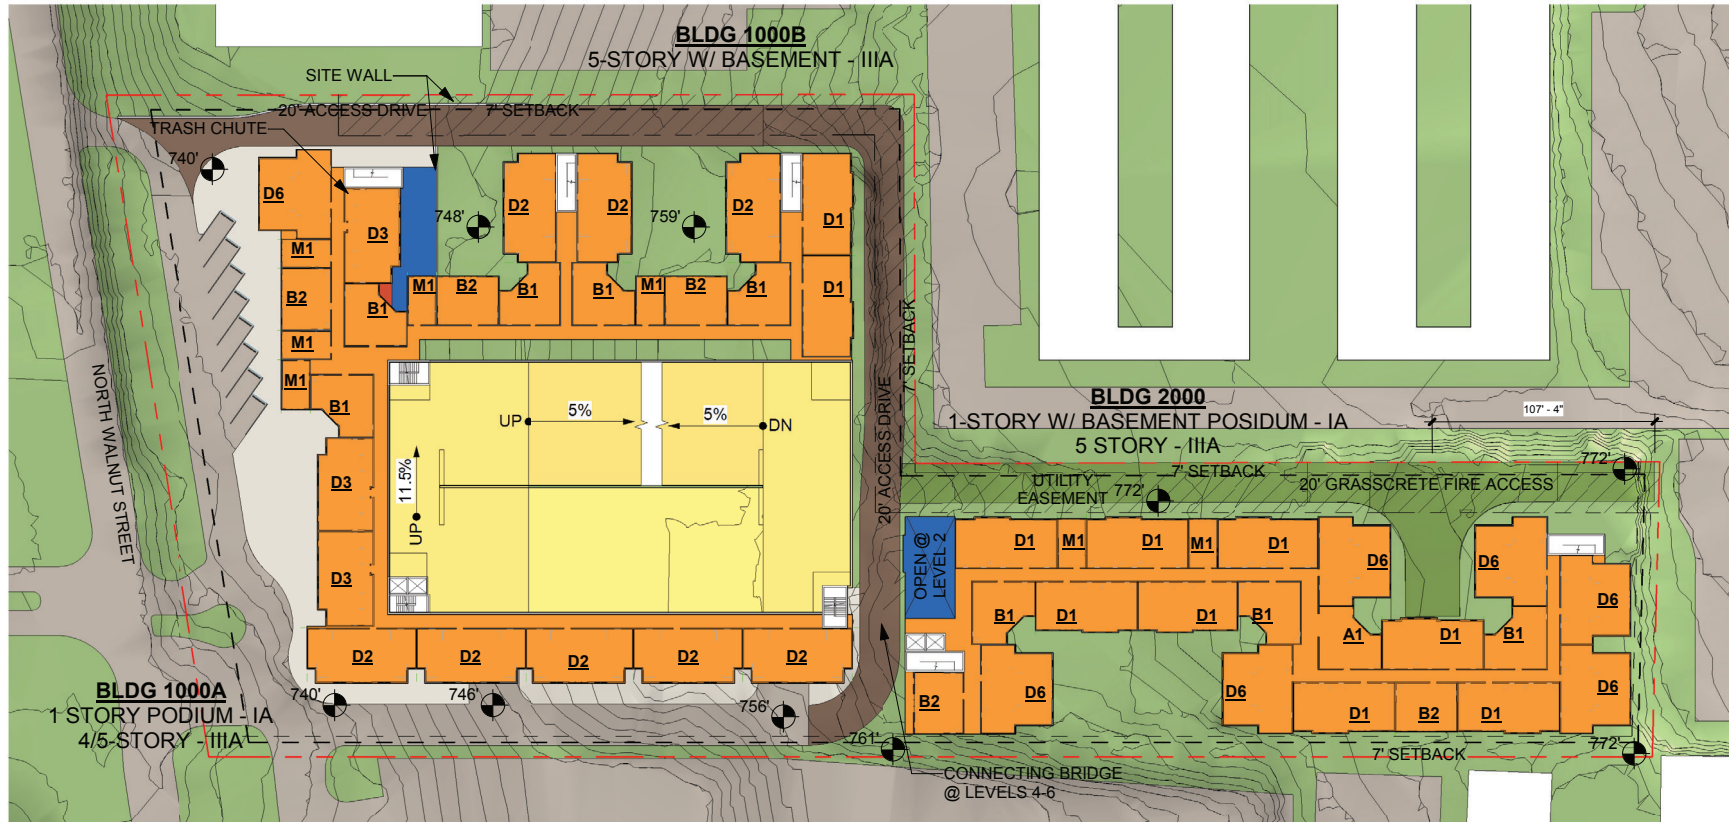 BLDG 1000B
5-STORY W/ BASEMENT - IIIA
SITE WALL
20' ACCESS DRIVE
7' SETBACK
TRASH CHUTE
740'
D6
D3
748'
D2
D2
759'
D2
D1
M1
B2
B1
M1
B2
B1
B1
M1
B2
B1
D1
M1
M1
B1
NORTH WALNUT STREET
UP
5%
5%
DN
11.5%
UP
D3
D3
20' ACCESS DRIVE
7' SETBACK
BLDG 2000
1-STORY W/ BASEMENT POSIDUM - IA
5 STORY - IIIA
107' - 4"
7' SETBACK
772'
UTILITY
EASEMENT
772'
20' GRASSCRETE FIRE ACCESS
OPEN @
LEVEL 2
D1
M1
D1
M1
D1
D6
D6
D6
B1
D1
D1
B1
A1
D1
B1
D2
D2
D2
D2
D2
B2
D6
D6
D1
B2
D1
D6
BLDG 1000A
1 STORY PODIUM - IA
4/5-STORY - IIIA
740'
746'
756'
761'
7' SETBACK
772'
CONNECTING BRIDGE
@ LEVELS 4-6